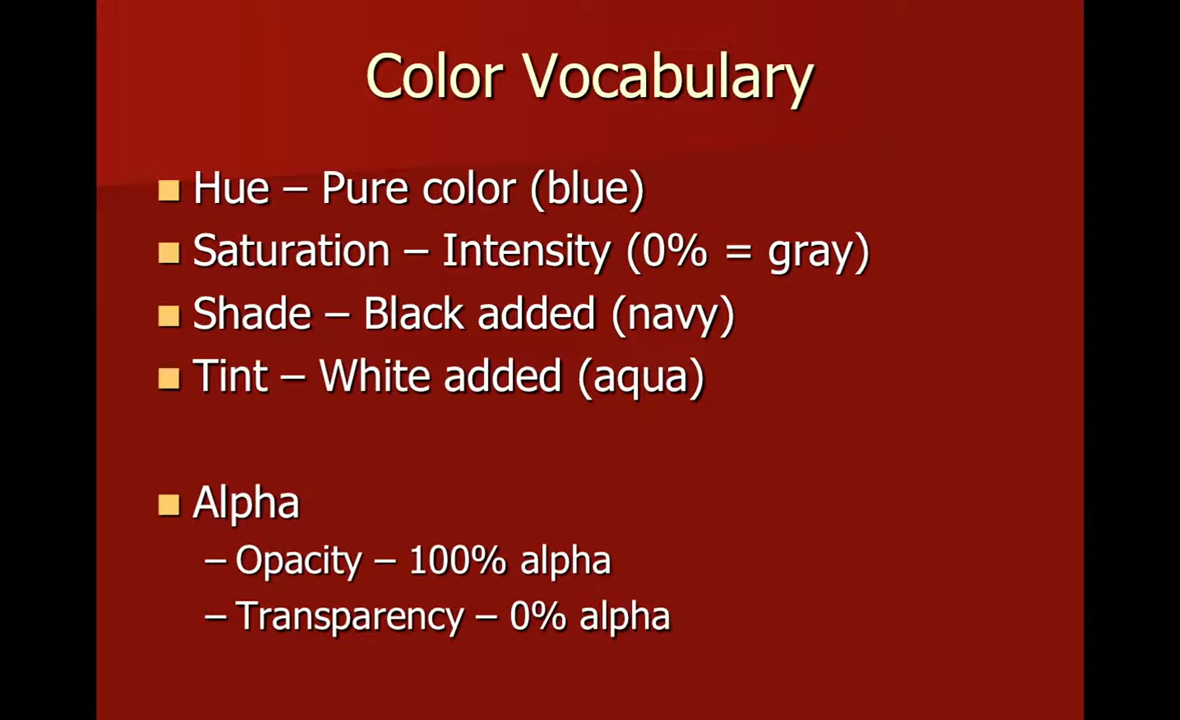 Color Vocabulary
Hue – Pure color (blue)
Saturation – Intensity (0% = gray)
Shade – Black added (navy)
Tint – White added (aqua)
Alpha
– Opacity – 100% alpha
– Transparency – 0% alpha